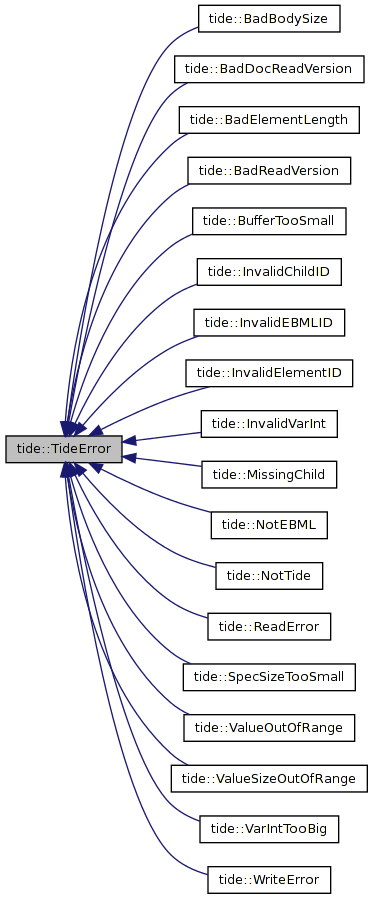 tide::BadBodySize
tide::BadDocReadVersion
tide::BadElementLength
tide::BadReadVersion
tide::BufferTooSmall
tide::InvalidChildID
tide::InvalidEBMLID
tide::InvalidElementID
tide::InvalidVarInt
tide::TideError
tide::MissingChild
tide::NotEBML
tide::NotTide
tide::ReadError
tide::SpecSizeTooSmall
tide::ValueOutOfRange
tide::ValueSizeOutOfRange
tide::VarIntTooBig
tide::WriteError